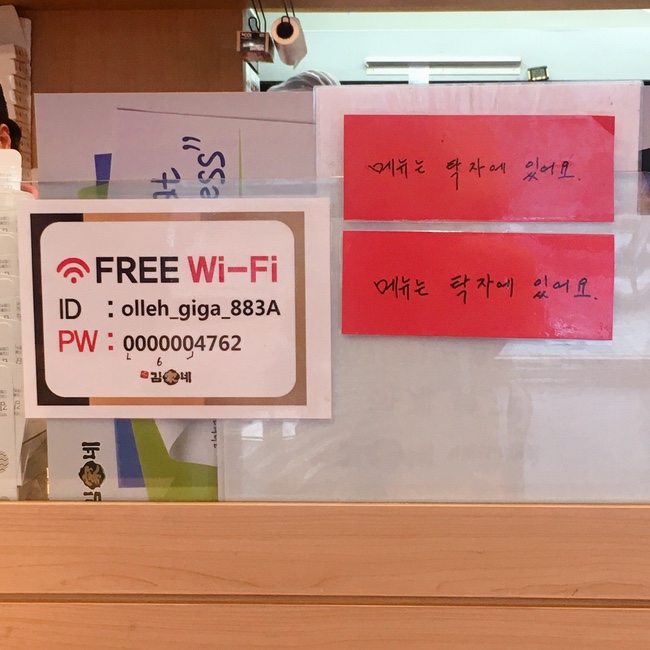 FREE Wi-Fi
ID : olleh_giga_883A
PW : 0000004762
6
김家네
메뉴는 탁자에 있어요.
메뉴는 탁자에 있어요.